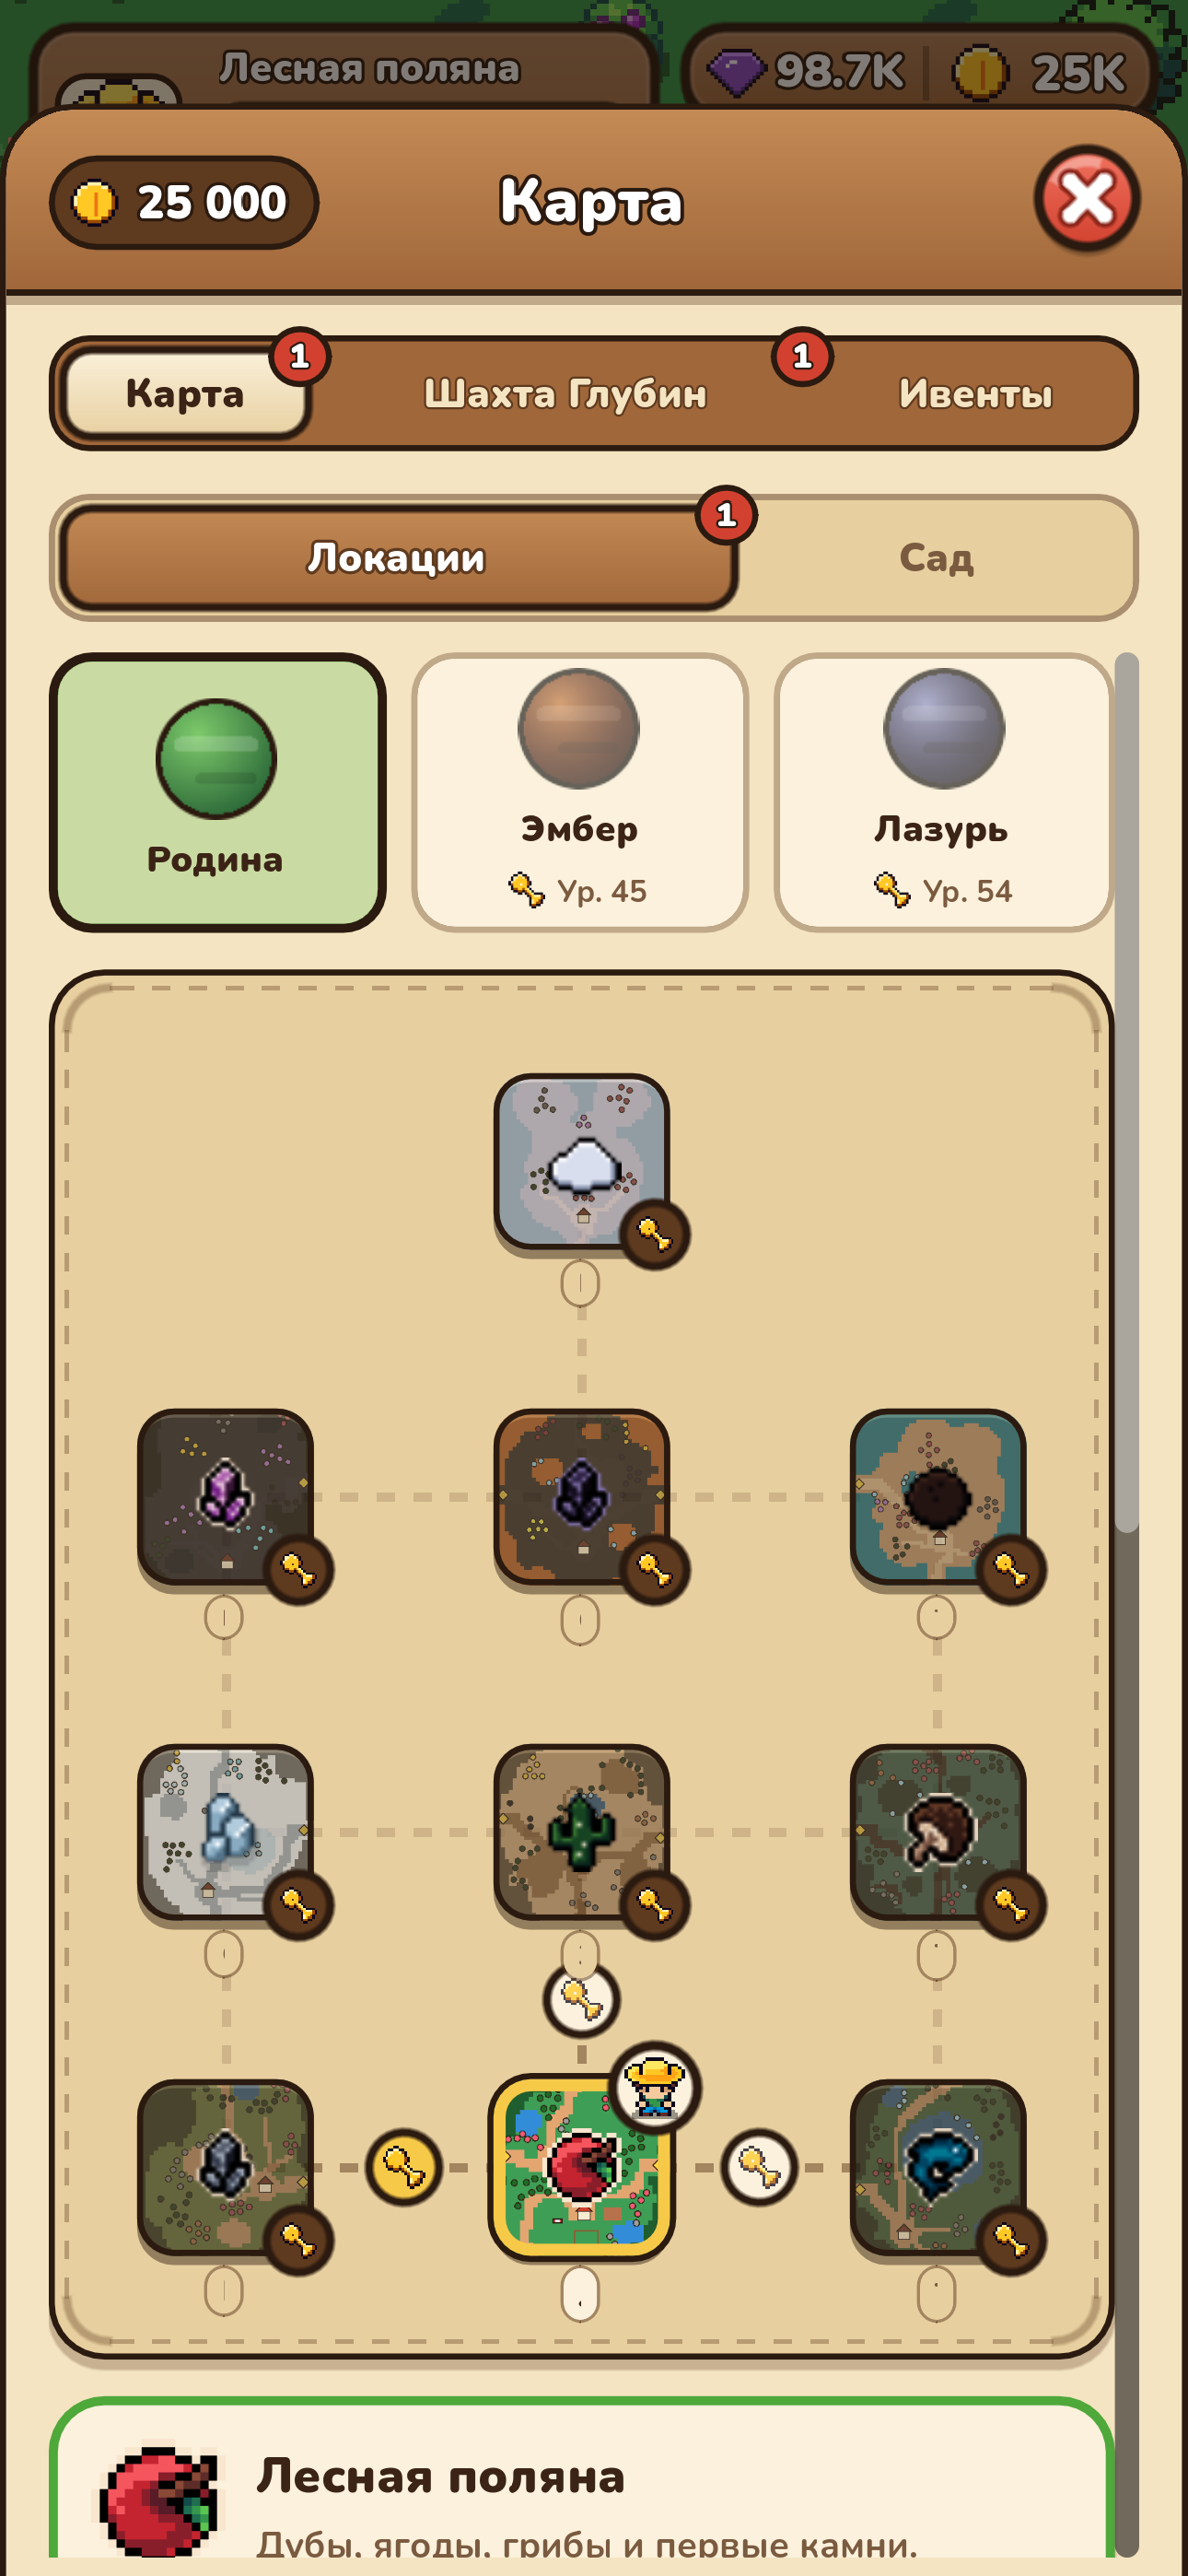 Лесная поляна
98.7K
25K
25 000
Карта
Карта
1
Шахта Глубин
1
Ивенты
Локации
1
Сад
Родина
Эмбер
Ур. 45
Лазурь
Ур. 54
Лесная поляна
Дубы, ягоды, грибы и первые камни.